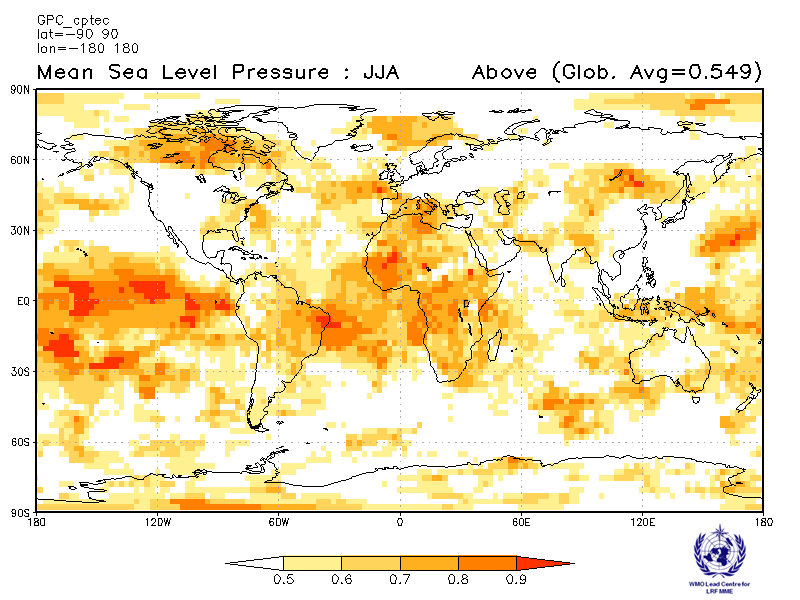 GPC_cptec
lat=-90 90
lon=-180 180
Mean Sea Level Pressure : JJA Above (Glob. Avg=0.549)
90N
60N
30N
EQ
30S
60S
90S
180 120W 60W 0 60E 120E 180
0.5 0.6 0.7 0.8 0.9
WMO Lead Centre for
LRF MME